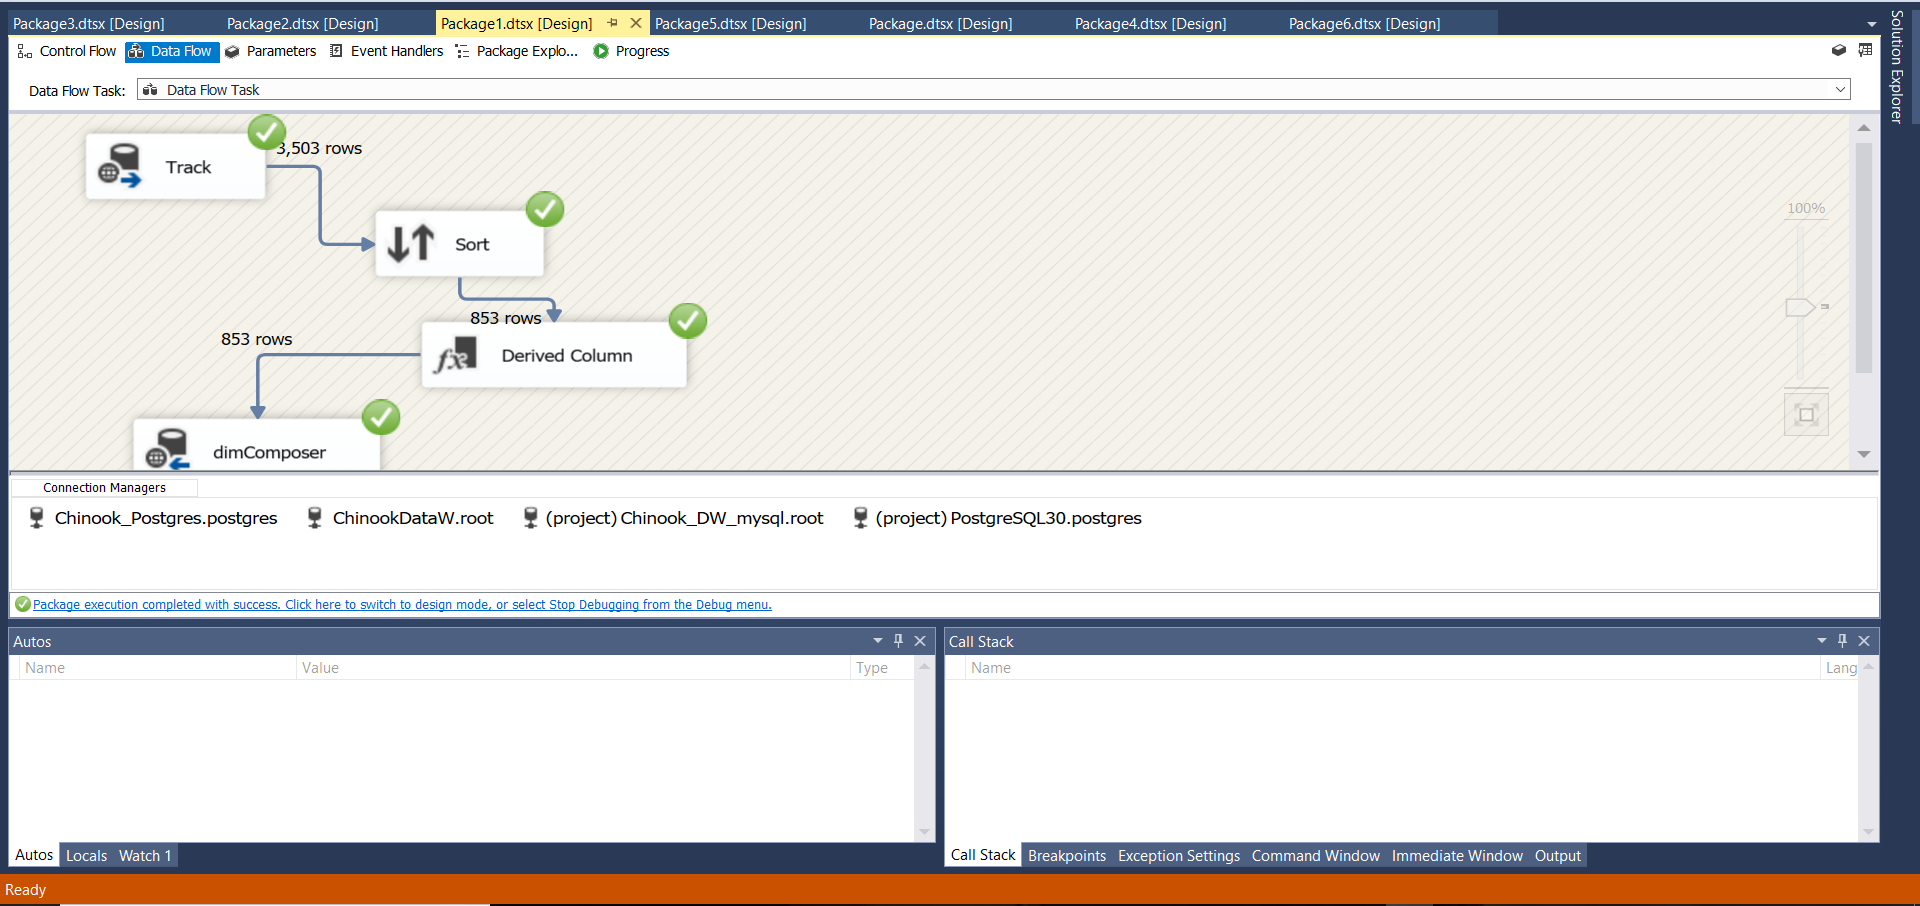 Package3.dtsx [Design] Package2.dtsx [Design] Package1.dtsx [Design] Package5.dtsx [Design] Package.dtsx [Design] Package4.dtsx [Design] Package6.dtsx [Design]
Solution Explorer
Control Flow Data Flow Parameters Event Handlers Package Explo... Progress
Data Flow Task: Data Flow Task
3,503 rows
Track
100%
Sort
853 rows
853 rows
Derived Column
dimComposer
Connection Managers
Chinook_Postgres.postgres ChinookDataW.root (project) Chinook_DW_mysql.root (project) PostgreSQL30.postgres
Package execution completed with success. Click here to switch to design mode, or select Stop Debugging from the Debug menu.
Autos
Name Value Type
Autos Locals Watch 1
Call Stack
Name Lang
Call Stack Breakpoints Exception Settings Command Window Immediate Window Output
Ready